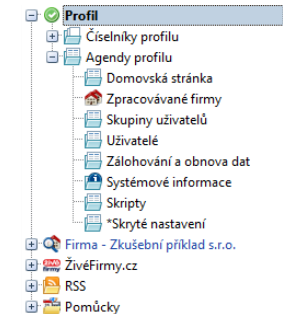 Profil
Číselníky profilu
Agendy profilu
Domovská stránka
Zpracovávané firmy
Skupiny uživatelů
Uživatelé
Zálohování a obnova dat
Systémové informace
Skripty
*Skryté nastavení
Firma - Zkušební příklad s.r.o.
ŽivéFirmy.cz
RSS
Pomůcky